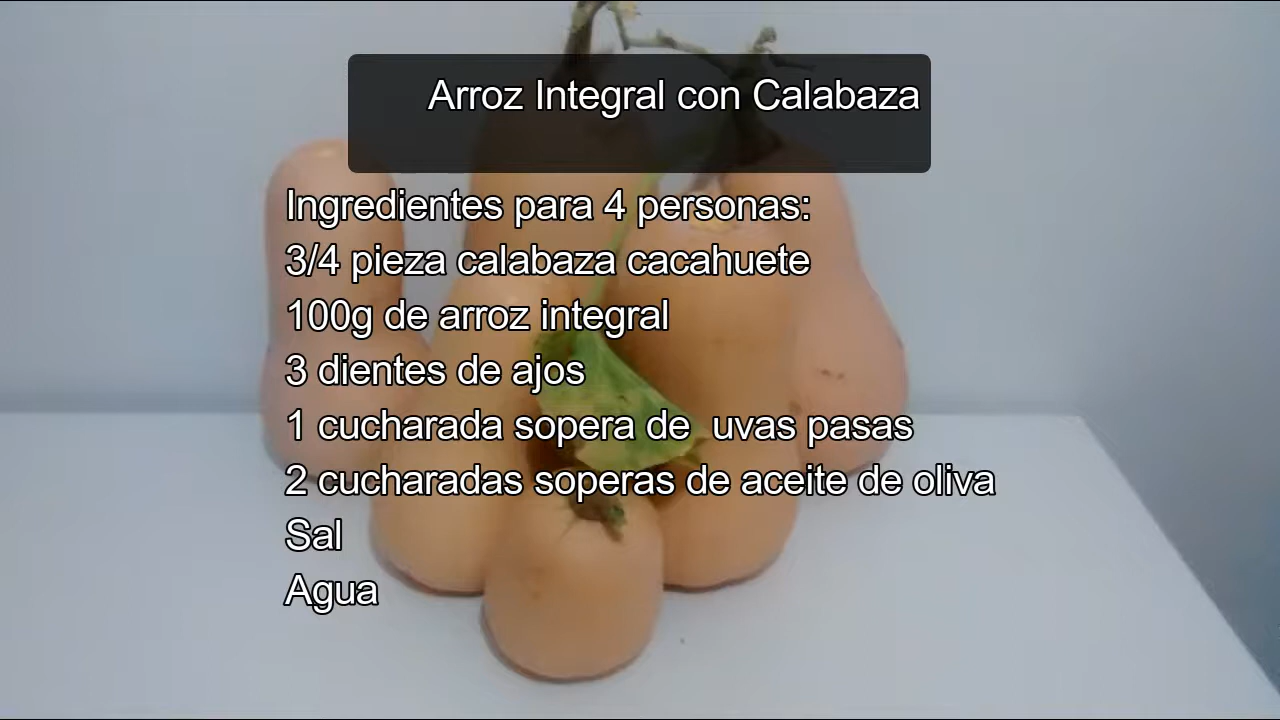 Arroz Integral con Calabaza
Ingredientes para 4 personas:
3/4 pieza calabaza cacahuete
100g de arroz integral
3 dientes de ajos
1 cucharada sopera de  uvas pasas
2 cucharadas soperas de aceite de oliva
Sal
Agua